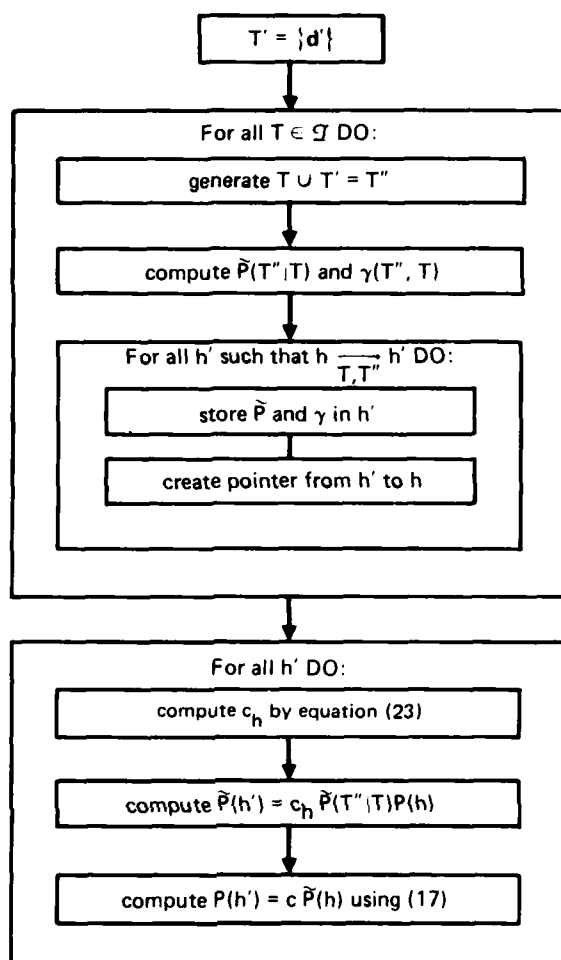 T′ = }d′}
For all T ∈ 𝒯 DO:
generate T ∪ T′ = T″
compute P̃(T″|T) and γ(T″, T)
For all h′ such that h ⟶ h′ DO:
T,T″
store P̃ and γ in h′
create pointer from h′ to h
For all h′ DO:
compute c_h by equation (23)
compute P̃(h′) = c_h P̃(T″|T)P(h)
compute P(h′) = c P̃(h) using (17)